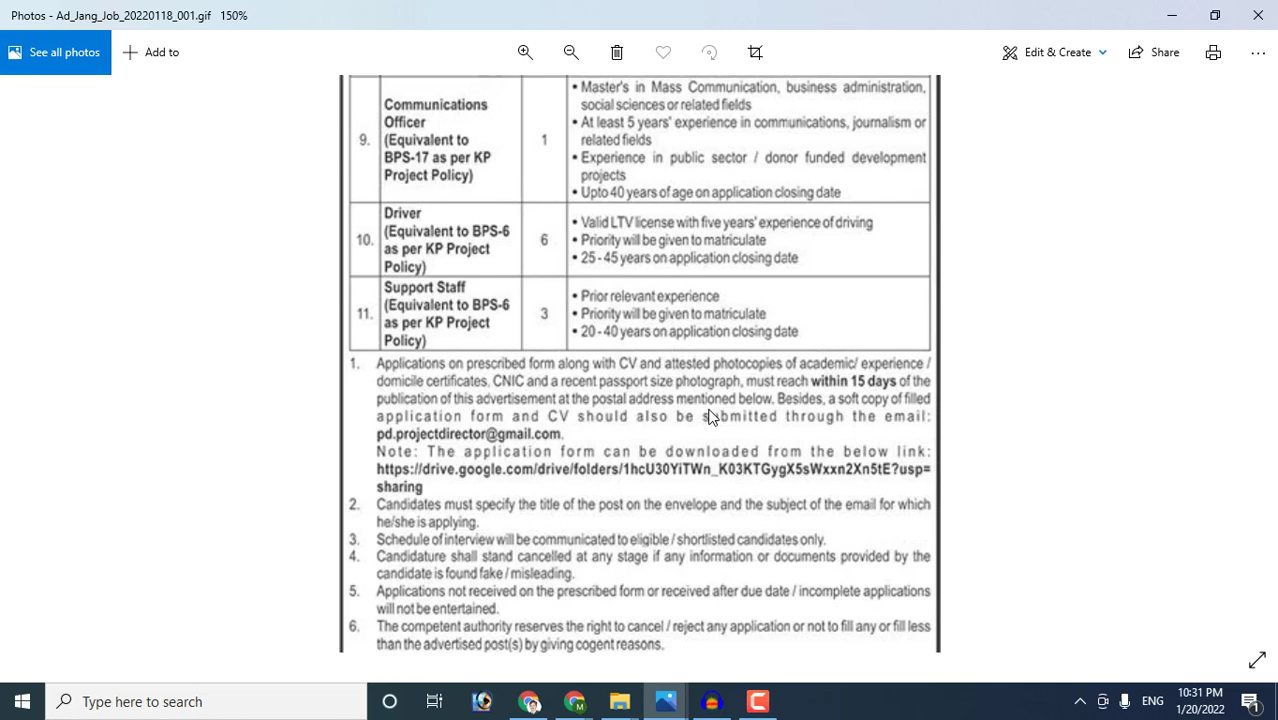 Photos - Ad_Jang_Job_20220118_001.gif 150%
See all photos
Add to
Edit & Create
Share
9.
Communications
Officer
(Equivalent to
BPS-17 as per KP
Project Policy)
1
• Master's in Mass Communication, business administration,
social sciences or related fields
• At least 5 years' experience in communications, journalism or
related fields
• Experience in public sector / donor funded development
projects
• Upto 40 years of age on application closing date
10.
Driver
(Equivalent to BPS-6
as per KP Project
Policy)
6
• Valid LTV license with five years' experience of driving
• Priority will be given to matriculate
• 25 - 45 years on application closing date
11.
Support Staff
(Equivalent to BPS-6
as per KP Project
Policy)
3
• Prior relevant experience
• Priority will be given to matriculate
• 20 - 40 years on application closing date
1. Applications on prescribed form along with CV and attested photocopies of academic/ experience /
domicile certificates, CNIC and a recent passport size photograph, must reach within 15 days of the
publication of this advertisement at the postal address mentioned below. Besides, a soft copy of filled
application form and CV should also be submitted through the email:
pd.projectdirector@gmail.com.
Note: The application form can be downloaded from the below link:
https://drive.google.com/drive/folders/1hcU30YiTWn_K03KTGygX5sWxxn2Xn5tE?usp=
sharing
2. Candidates must specify the title of the post on the envelope and the subject of the email for which
he/she is applying.
3. Schedule of interview will be communicated to eligible / shortlisted candidates only.
4. Candidature shall stand cancelled at any stage if any information or documents provided by the
candidate is found fake / misleading.
5. Applications not received on the prescribed form or received after due date / incomplete applications
will not be entertained.
6. The competent authority reserves the right to cancel / reject any application or not to fill any or fill less
than the advertised post(s) by giving cogent reasons.
Type here to search
ENG
10:31 PM
1/20/2022
1